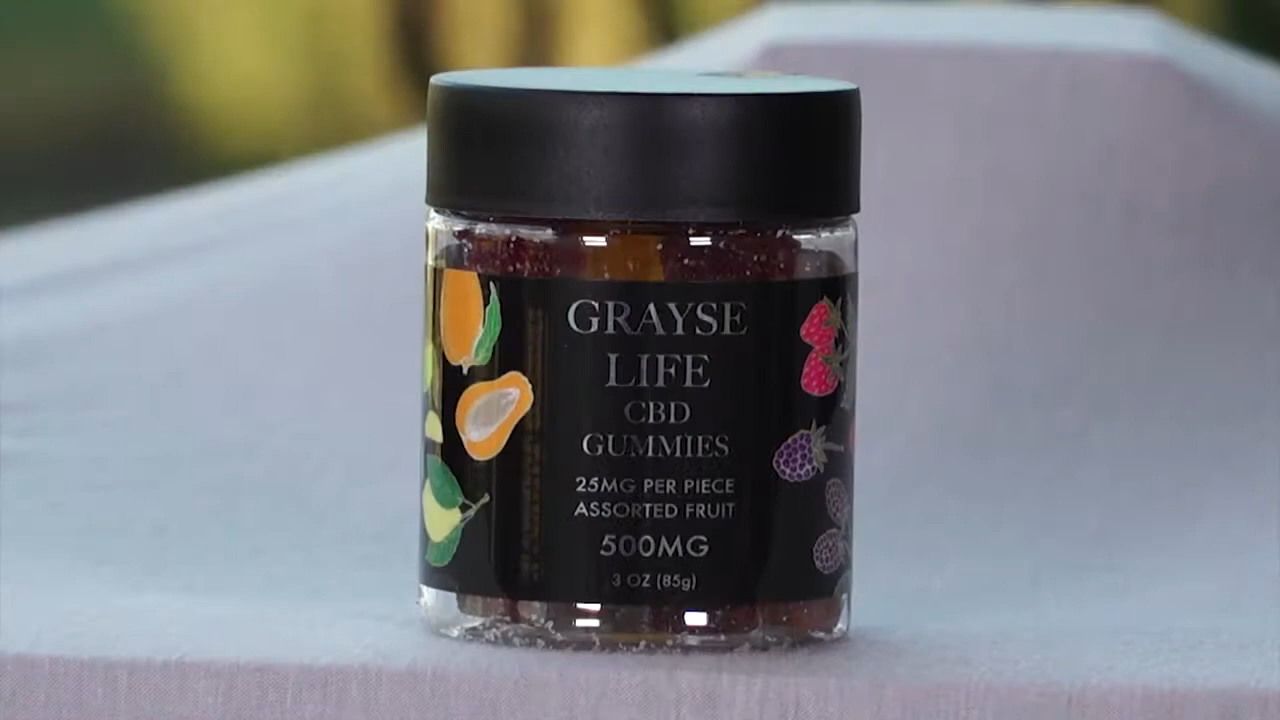 GRAYSE
LIFE
CBD
GUMMIES
25MG PER PIECE
ASSORTED FRUIT
500MG
3 OZ (85g)